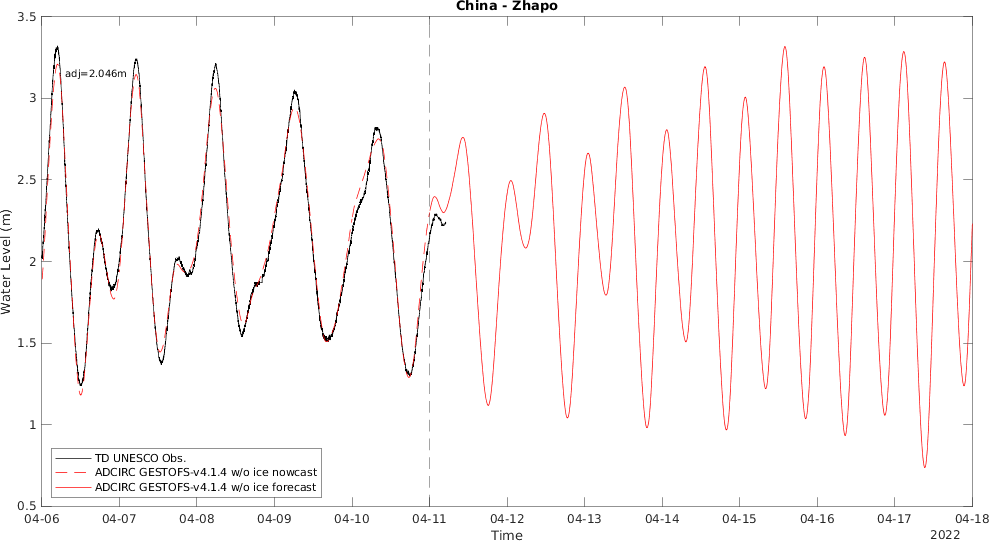 China - Zhapo
3.5
3
2.5
2
1.5
1
0.5
Water Level (m)
adj=2.046m
TD UNESCO Obs.
ADCIRC GESTOFS-v4.1.4 w/o ice nowcast
ADCIRC GESTOFS-v4.1.4 w/o ice forecast
04-06 04-07 04-08 04-09 04-10 04-11 04-12 04-13 04-14 04-15 04-16 04-17 04-18
Time
2022